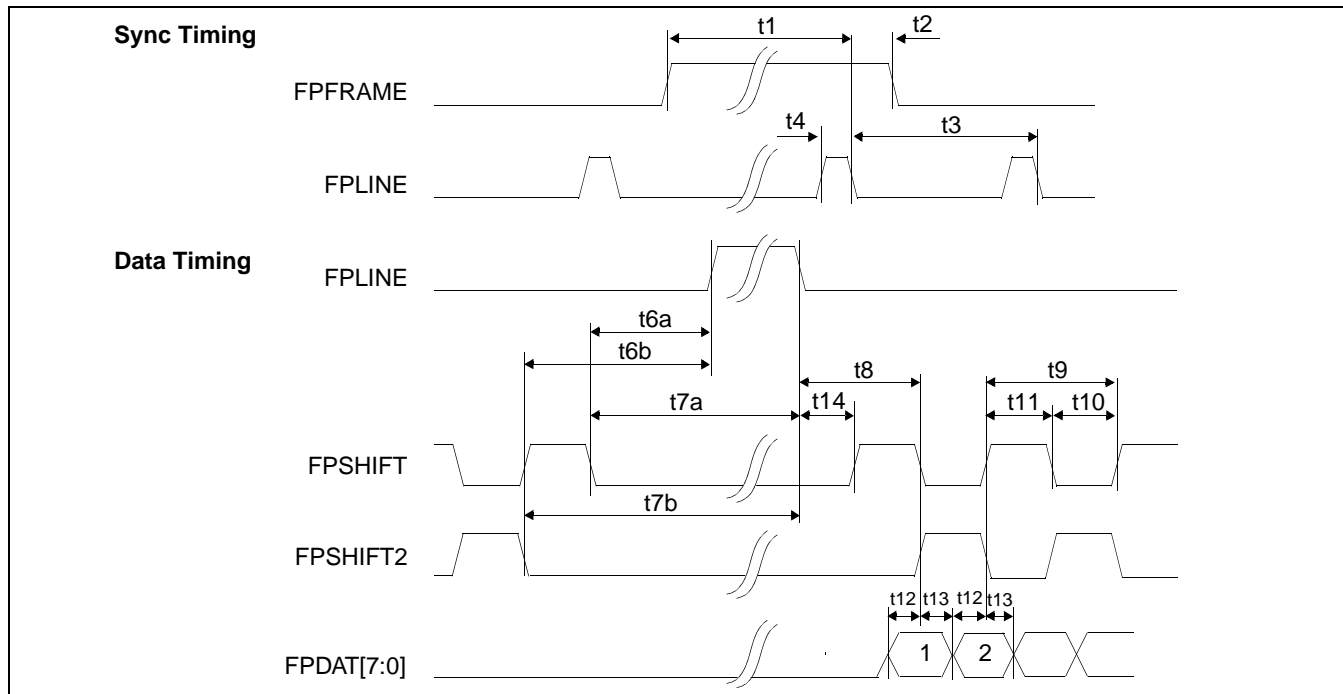 Sync Timing
t1
t2
FPFRAME
t4
t3
FPLINE
Data Timing
FPLINE
t6a
t6b
t8
t9
t7a
t14
t11
t10
FPSHIFT
t7b
FPSHIFT2
t12
t13
t12
t13
1
2
FPDAT[7:0]